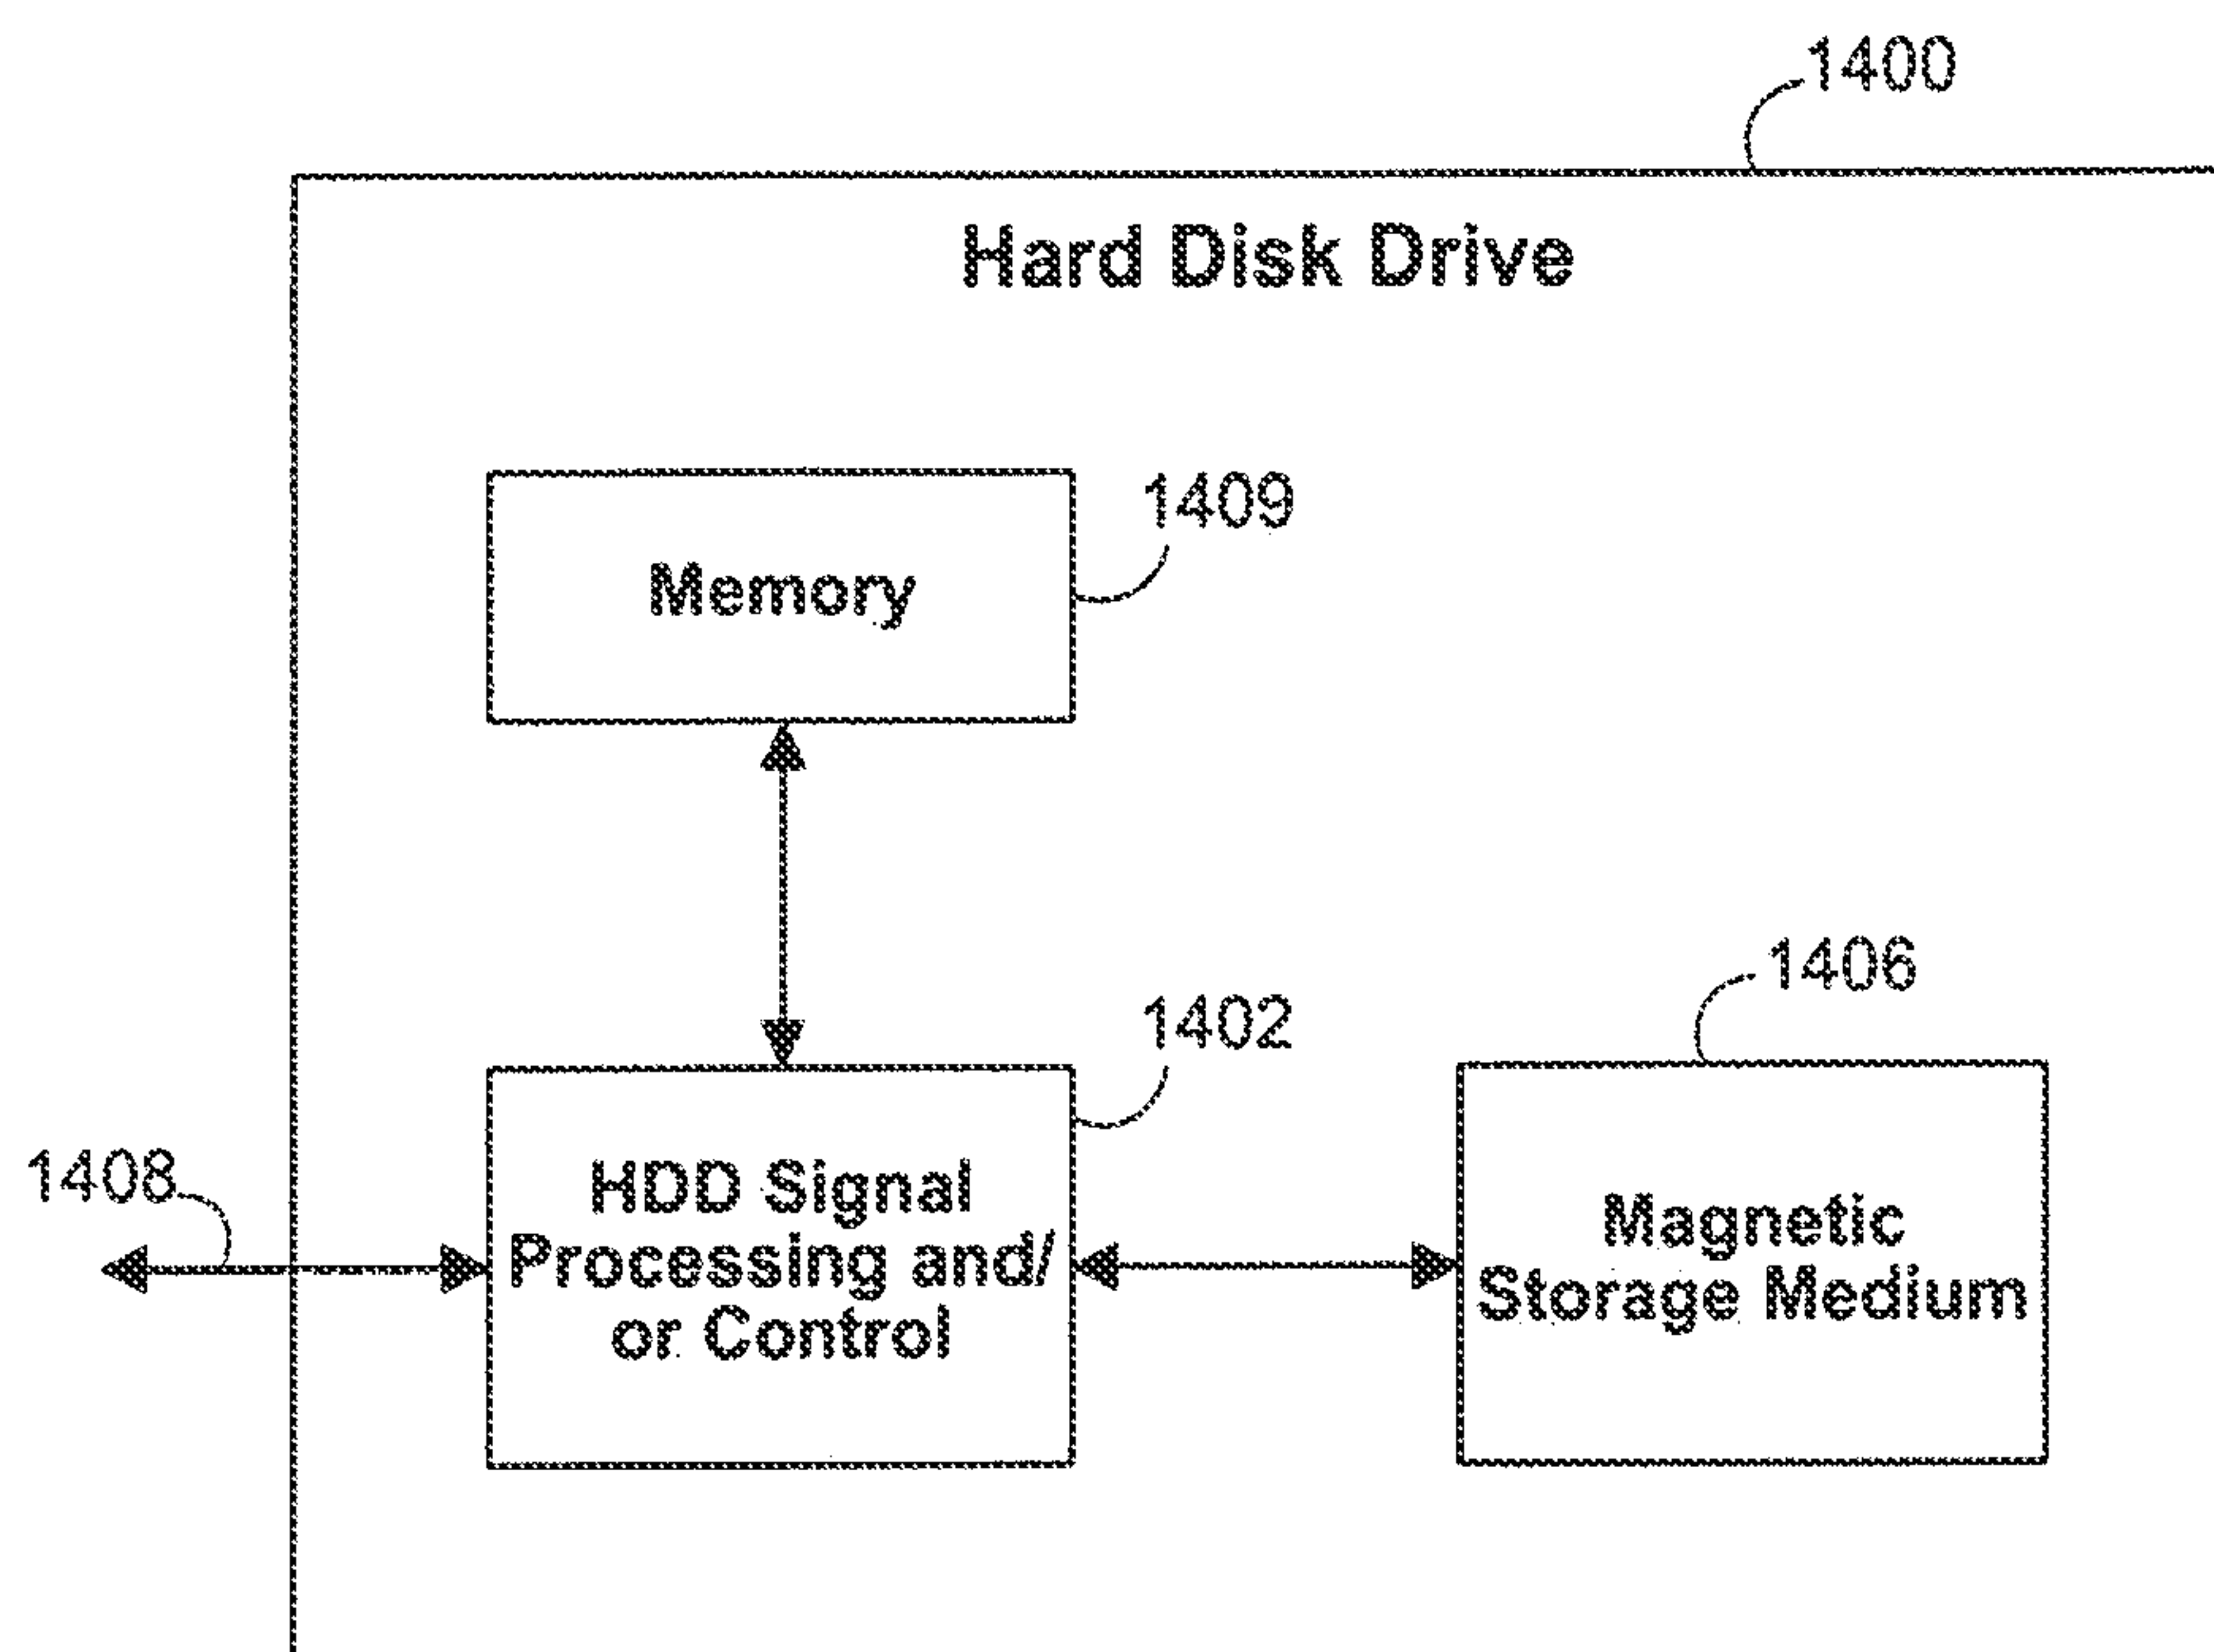 1400
Hard Disk Drive
Memory
1409
1402
1406
1408
HDD Signal
Processing and/
or Control
Magnetic
Storage Medium